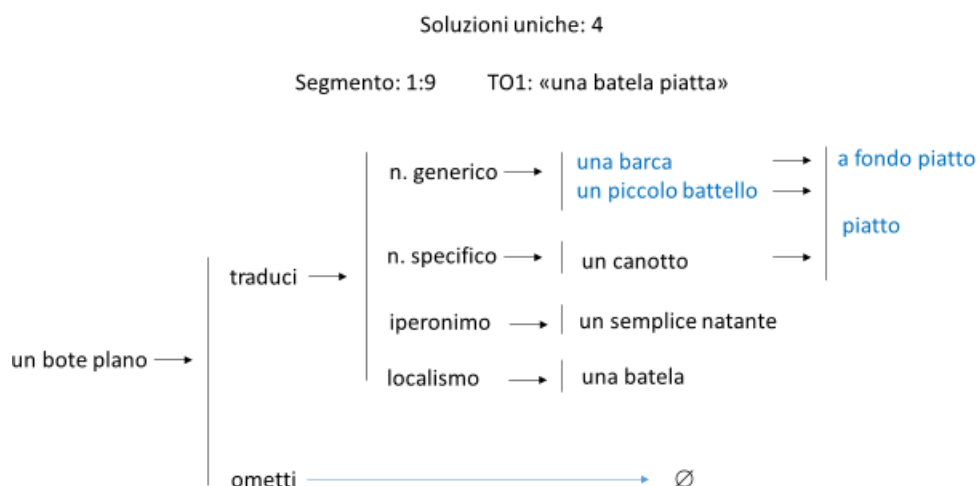 Soluzioni uniche: 4
Segmento: 1:9 TO1: «una batela piatta»
n. generico una barca a fondo piatto
un piccolo battello
piatto
n. specifico un canotto
traduci
iperonimo un semplice natante
un bote plano
localismo una batela
ometti ∅